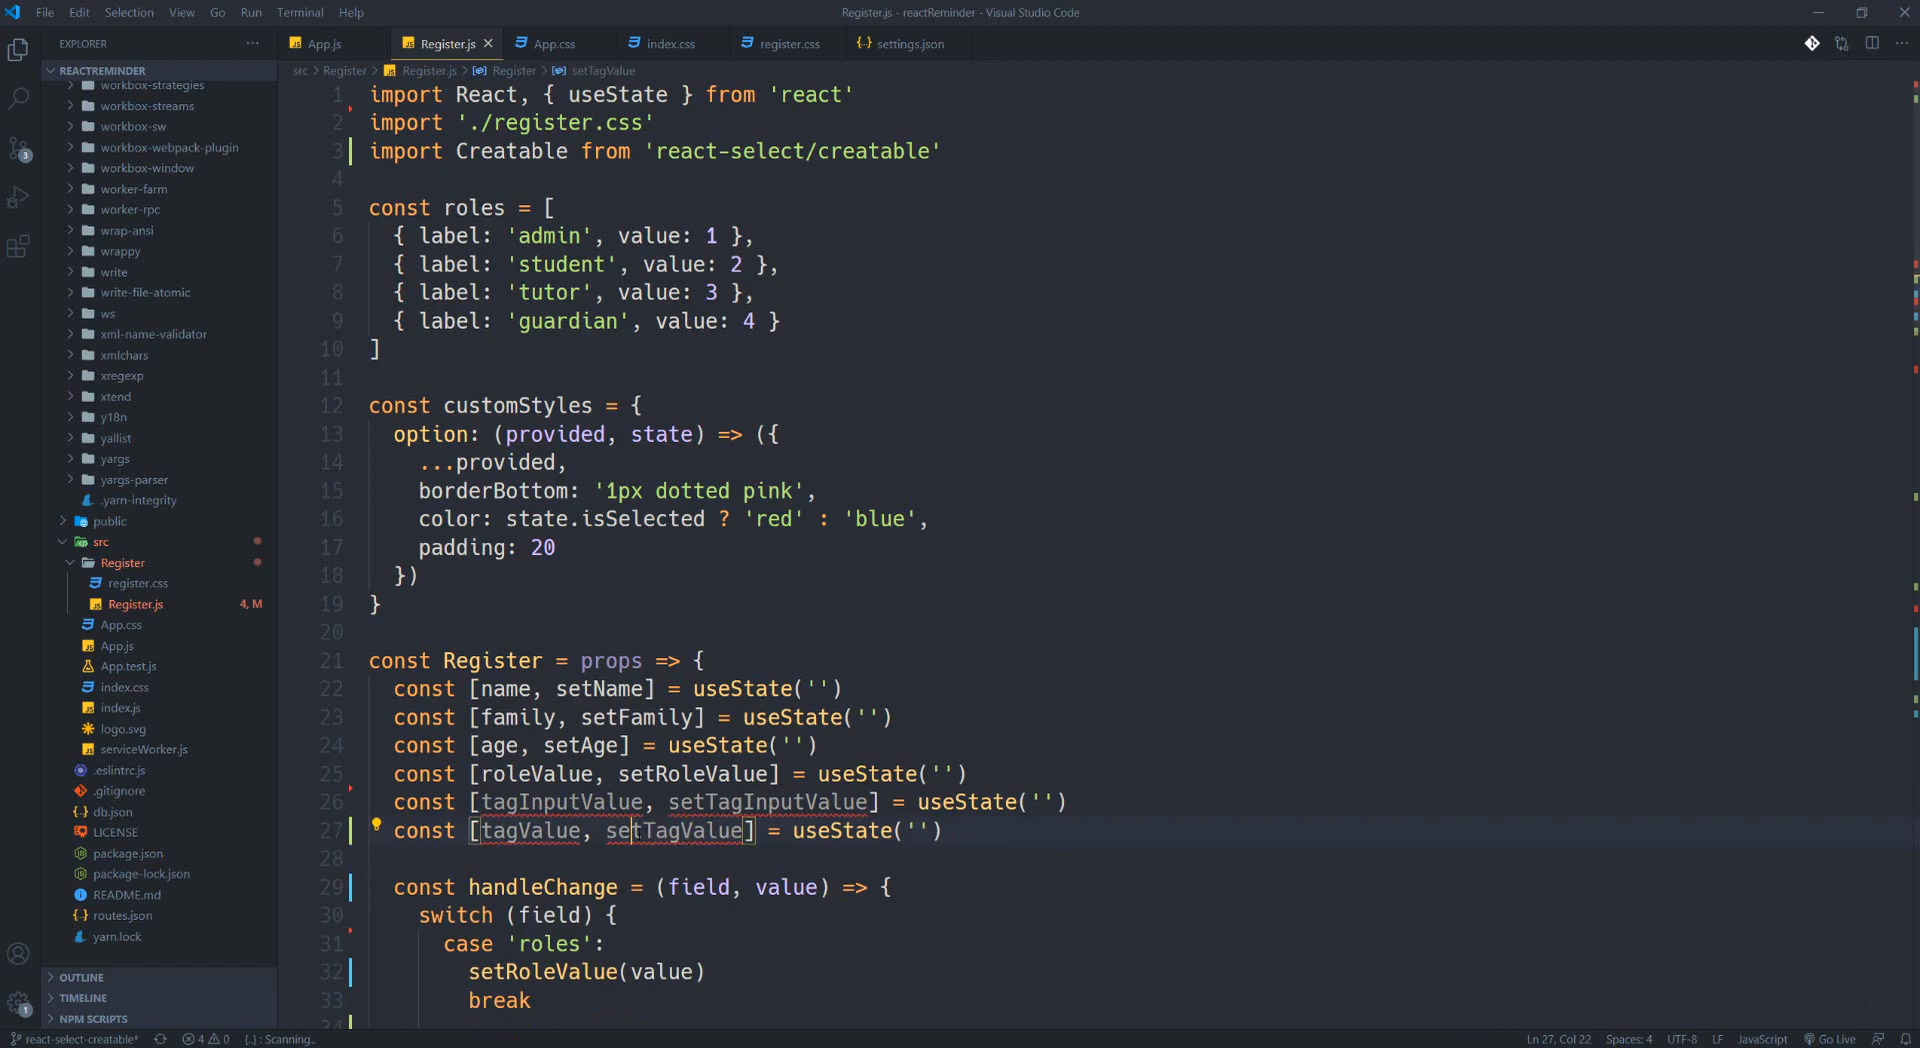 File Edit Selection View Go Run Terminal Help
Register.js - reactReminder - Visual Studio Code
EXPLORER
App.js
Register.js
App.css
index.css
register.css
settings.json
REACTREMINDER
src > Register > Register.js > Register > setTagValue
workbox-strategies
workbox-streams
workbox-sw
workbox-webpack-plugin
workbox-window
worker-farm
worker-rpc
wrap-ansi
wrappy
write
write-file-atomic
ws
xml-name-validator
xmlchars
xregexp
xtend
y18n
yallist
yargs
yargs-parser
.yarn-integrity
public
src
Register
register.css
Register.js 4, M
App.css
App.js
App.test.js
index.css
index.js
logo.svg
serviceWorker.js
.eslintrc.js
.gitignore
db.json
LICENSE
package.json
package-lock.json
README.md
routes.json
yarn.lock
OUTLINE
TIMELINE
NPM SCRIPTS
3
1
1 import React, { useState } from 'react'
2 import './register.css'
3 import Creatable from 'react-select/creatable'
4
5 const roles = [
6 { label: 'admin', value: 1 },
7 { label: 'student', value: 2 },
8 { label: 'tutor', value: 3 },
9 { label: 'guardian', value: 4 }
10 ]
11
12 const customStyles = {
13 option: (provided, state) => ({
14 ...provided,
15 borderBottom: '1px dotted pink',
16 color: state.isSelected ? 'red' : 'blue',
17 padding: 20
18 })
19 }
20
21 const Register = props => {
22 const [name, setName] = useState('')
23 const [family, setFamily] = useState('')
24 const [age, setAge] = useState('')
25 const [roleValue, setRoleValue] = useState('')
26 const [tagInputValue, setTagInputValue] = useState('')
27 const [tagValue, setTagValue] = useState('')
28
29 const handleChange = (field, value) => {
30 switch (field) {
31 case 'roles':
32 setRoleValue(value)
33 break
34
react-select-creatable* 4 0 {..} : Scanning..
Ln 27, Col 22 Spaces: 4 UTF-8 LF JavaScript Go Live